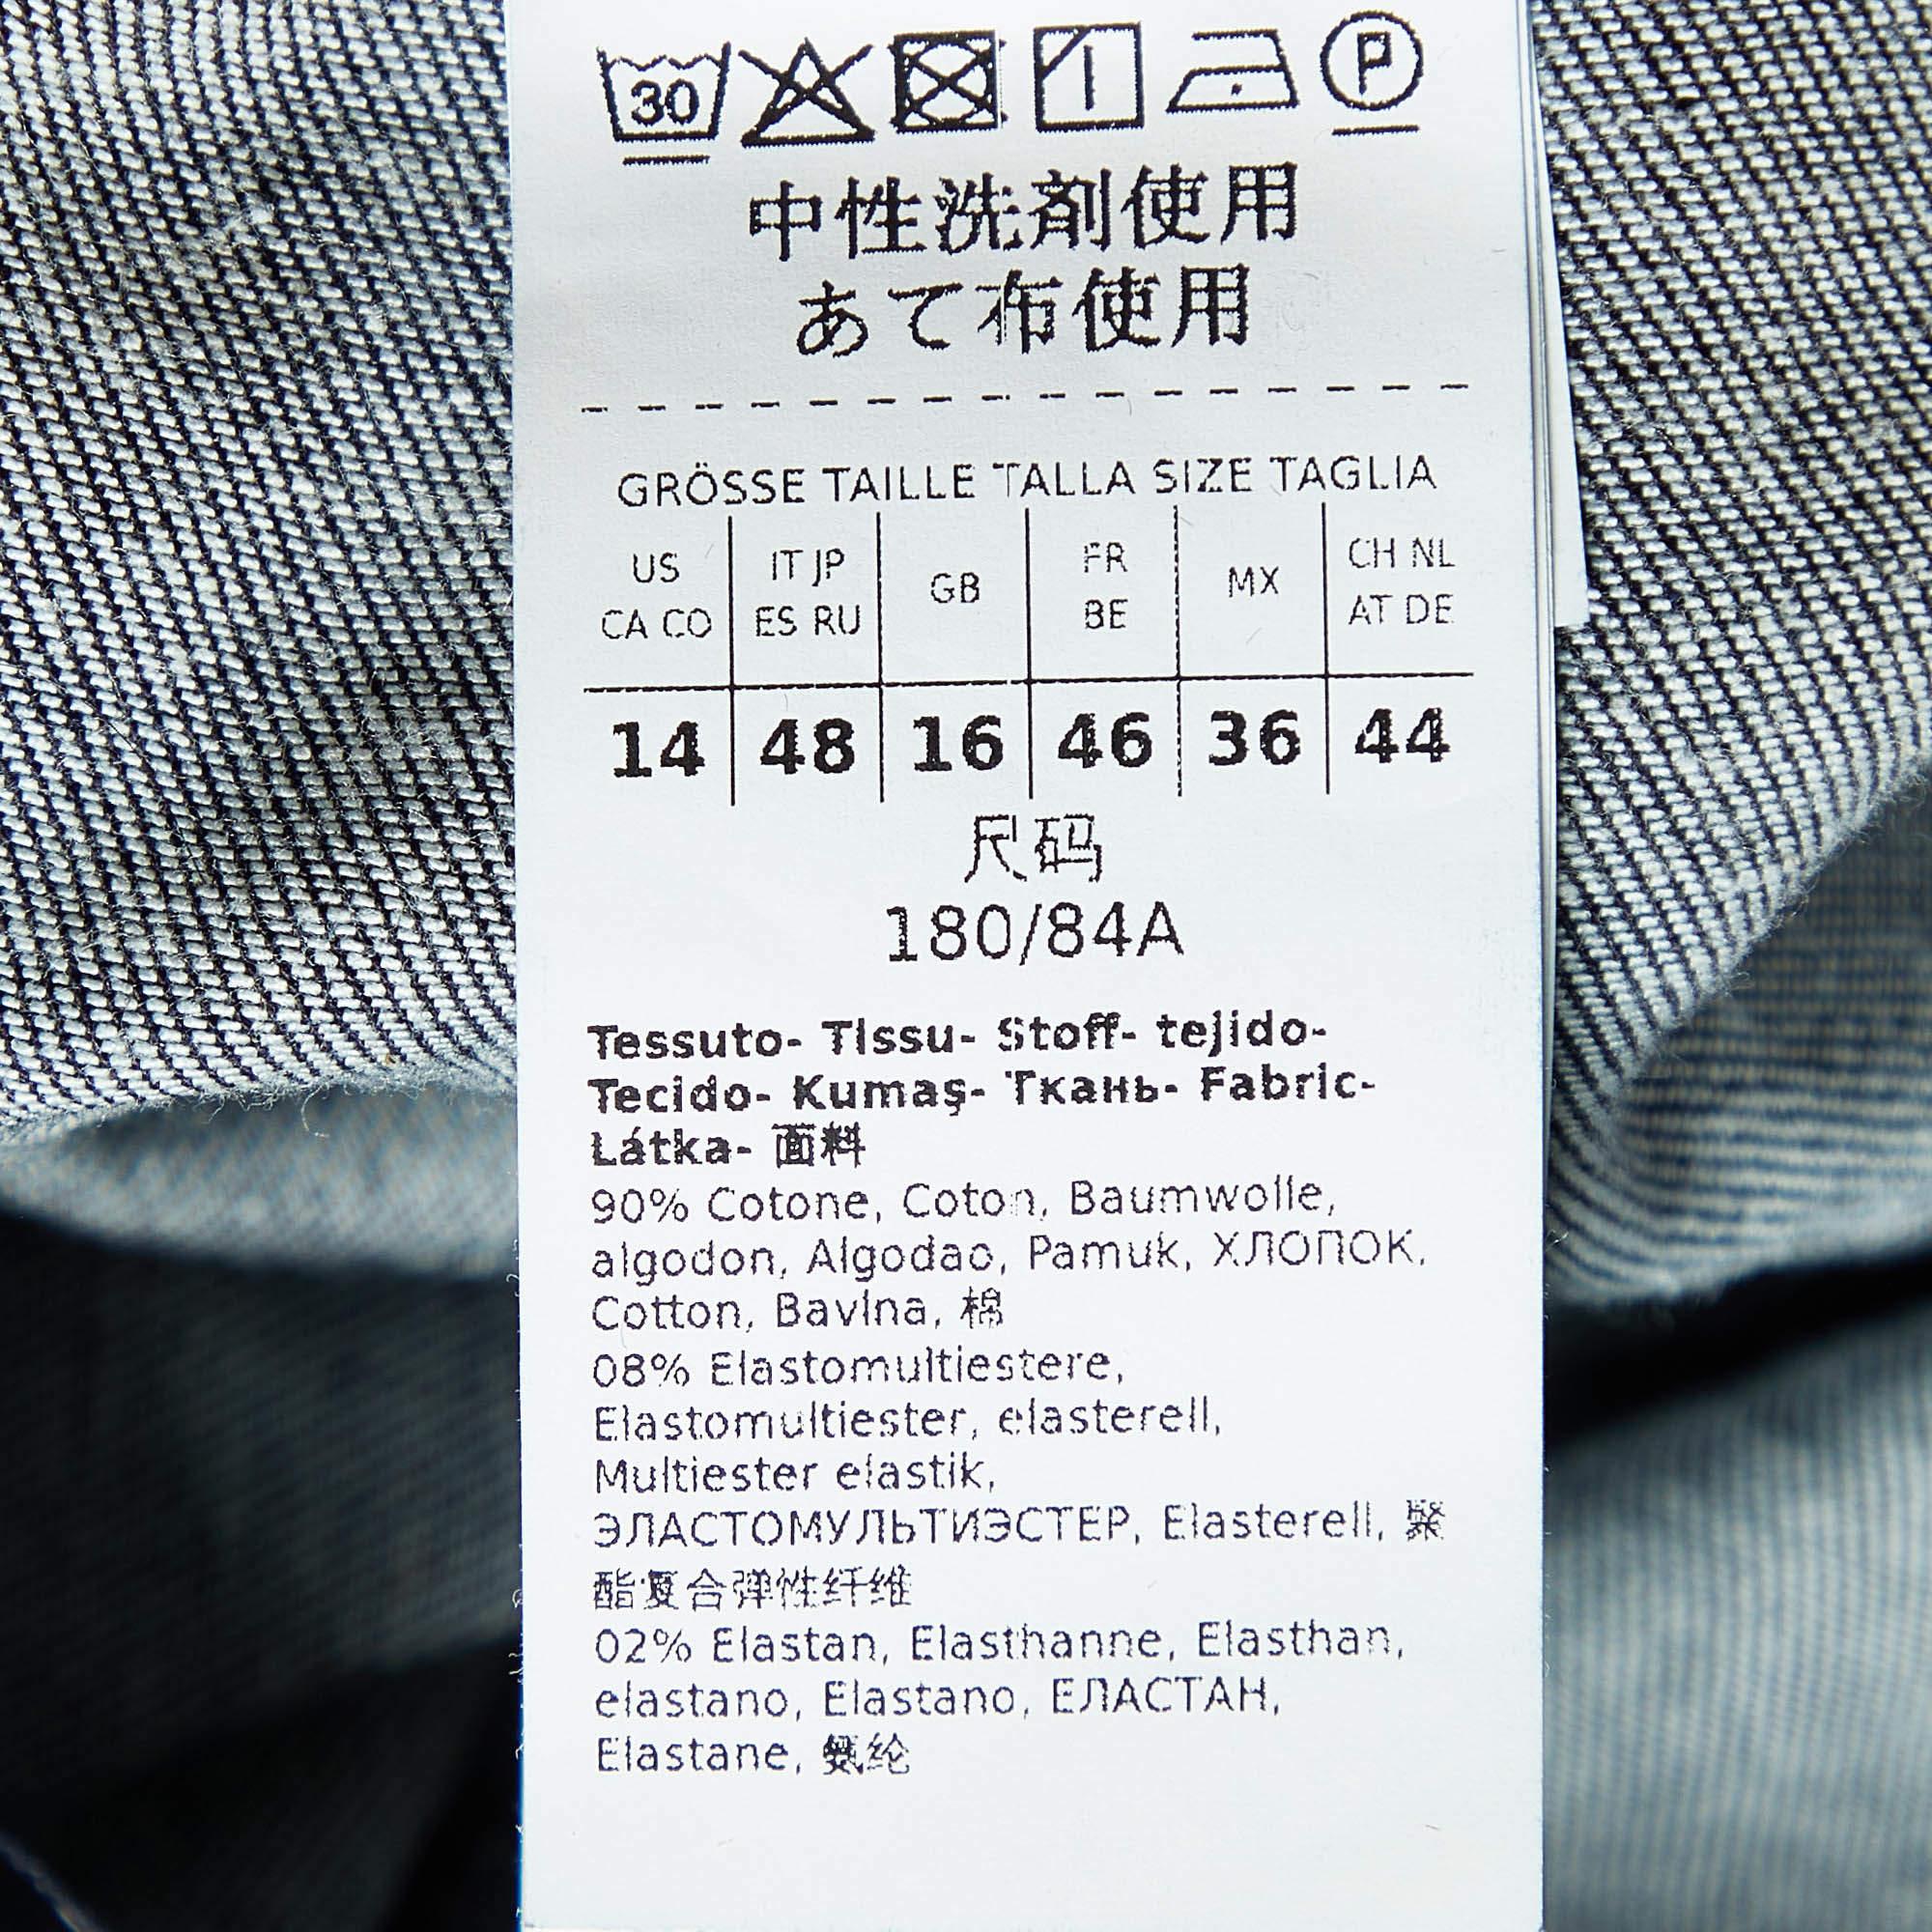 30 P
中性洗剤使用
あて布使用
GRÖSSE TAILLE TALLA SIZE TAGLIA
US IT JP GB FR MX CH NL
CA CO ES RU BE AT DE
14 48 16 46 36 44
尺码
180/84A
Tessuto- Tissu- Stoff- tejido-
Tecido- Kumaş- Ткань- Fabric-
Látka- 面料
90% Cotone, Coton, Baumwolle,
algodon, Algodao, Pamuk, ХЛОПОК,
Cotton, Bavlna, 棉
08% Elastomultiestere,
Elastomultiester, elasterell,
Multiester elastik,
ЭЛАСТОМУЛЬТИЭСТЕР, Elasterell, 聚
酯复合弹性纤维
02% Elastan, Elasthanne, Elasthan,
elastano, Elastano, ЕЛАСТАН,
Elastane, 氨纶